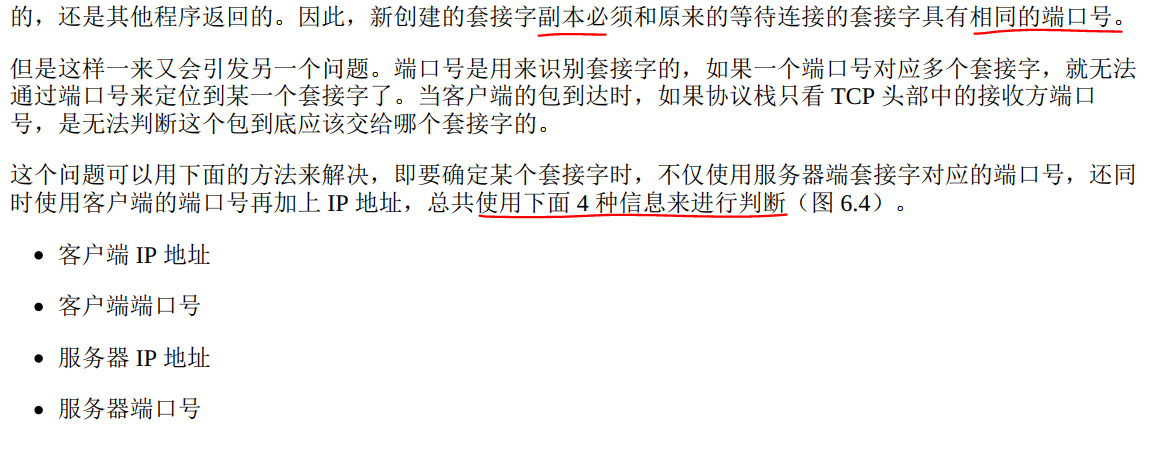 的，还是其他程序返回的。因此，新创建的套接字副本必须和原来的等待连接的套接字具有相同的端口号。
但是这样一来又会引发另一个问题。端口号是用来识别套接字的，如果一个端口号对应多个套接字，就无法
通过端口号来定位到某一个套接字了。当客户端的包到达时，如果协议栈只看 TCP 头部中的接收方端口
号，是无法判断这个包到底应该交给哪个套接字的。
这个问题可以用下面的方法来解决，即要确定某个套接字时，不仅使用服务器端套接字对应的端口号，还同
时使用客户端的端口号再加上 IP 地址，总共使用下面 4 种信息来进行判断（图 6.4）。
• 客户端 IP 地址
• 客户端端口号
• 服务器 IP 地址
• 服务器端口号